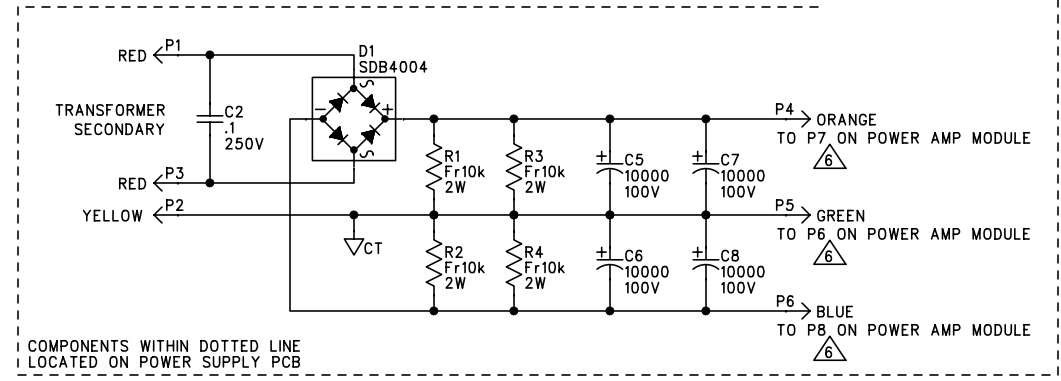 RED P1
D1
SDB4004
S
TRANSFORMER
SECONDARY
C2
.1
250V
- +
S
P4 ORANGE
TO P7 ON POWER AMP MODULE
6
R1
Fr10k
2W
R3
Fr10k
2W
+ C5
10000
100V
+ C7
10000
100V
RED P3
YELLOW P2
CT
P5 GREEN
TO P6 ON POWER AMP MODULE
6
R2
Fr10k
2W
R4
Fr10k
2W
+ C6
10000
100V
+ C8
10000
100V
P6 BLUE
TO P8 ON POWER AMP MODULE
6
COMPONENTS WITHIN DOTTED LINE
LOCATED ON POWER SUPPLY PCB